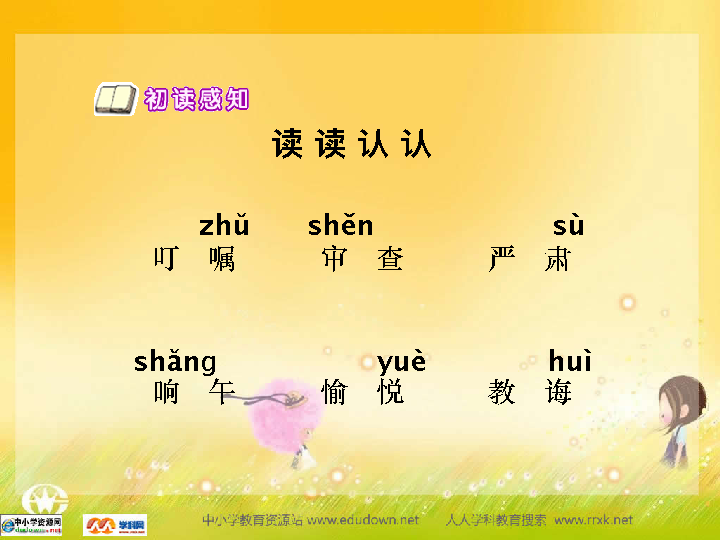 初读感知
读读认认
zhǔ shěn sù
叮 嘱 审 查 严 肃
shǎng yuè huì
响 午 愉 悦 教 诲
中小学教育资源站 www.edudown.net 人人学科教育搜索 www.rrxk.net
中小学资源网
学科网